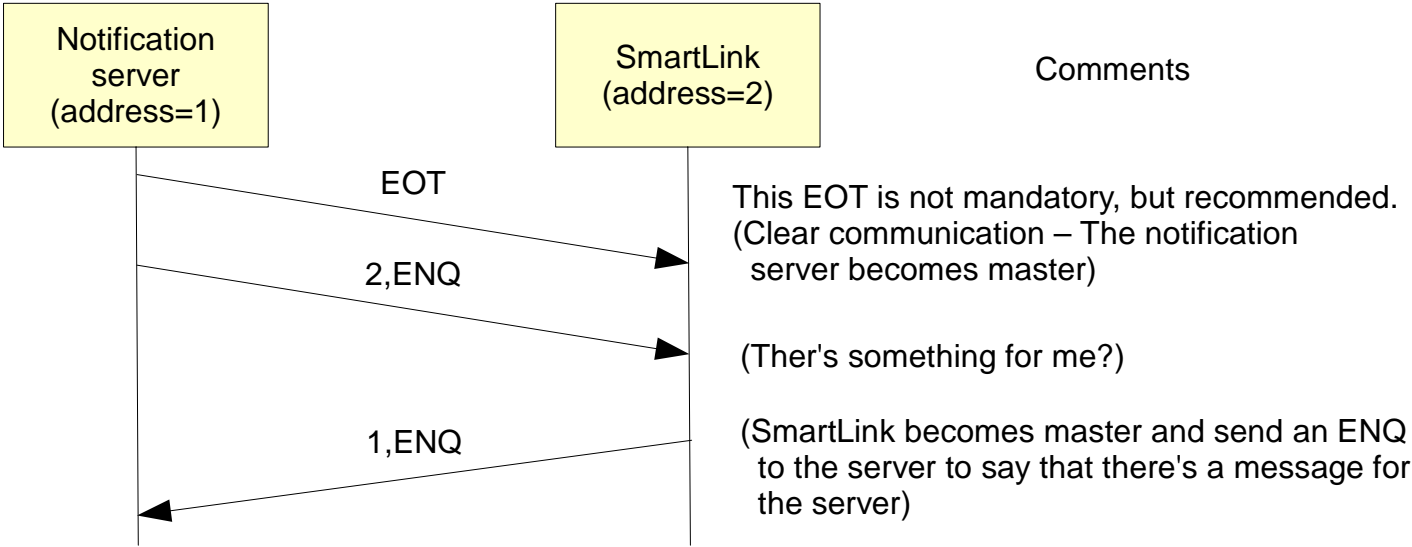 Notification
server
(address=1)
SmartLink
(address=2)
Comments
EOT
This EOT is not mandatory, but recommended.
(Clear communication – The notification
server becomes master)
2,ENQ
(Ther's something for me?)
1,ENQ
(SmartLink becomes master and send an ENQ
to the server to say that there's a message for
the server)